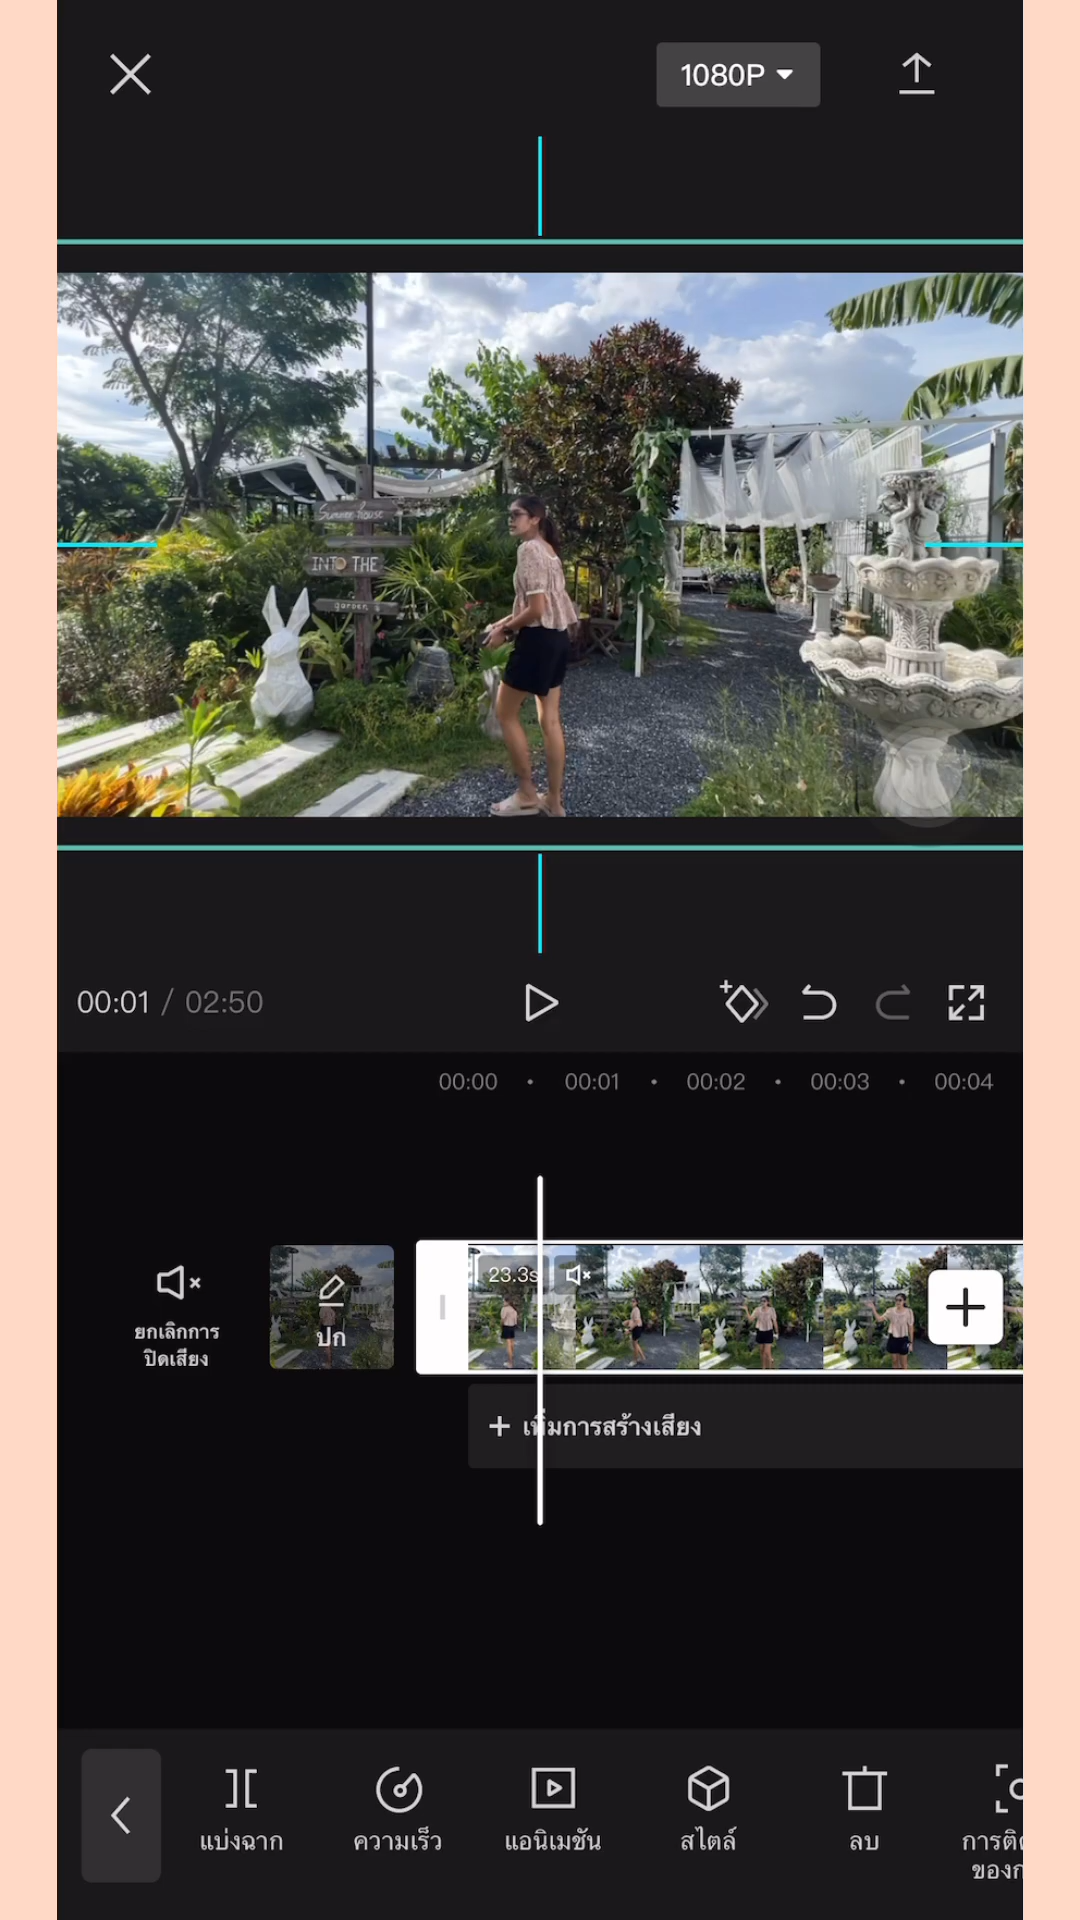 1080P
Summer house
INTO THE
garden
00:01 / 02:50
00:00 • 00:01 • 00:02 • 00:03 • 00:04
23.3s
ยกเลิกการ
ปิดเสียง
ปก
+ เพิ่มการสร้างเสียง
แบ่งฉาก
ความเร็ว
แอนิเมชัน
สไตล์
ลบ